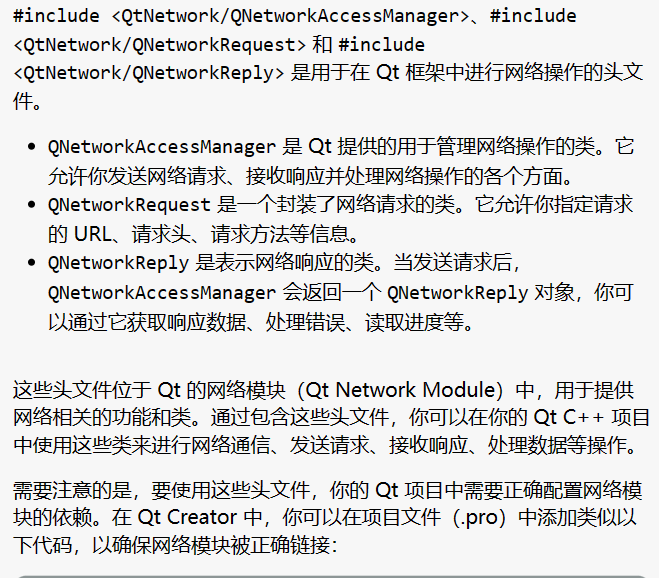 #include <QtNetwork/QNetworkAccessManager>、#include
<QtNetwork/QNetworkRequest> 和 #include
<QtNetwork/QNetworkReply> 是用于在 Qt 框架中进行网络操作的头文
件。
• QNetworkAccessManager 是 Qt 提供的用于管理网络操作的类。它
允许你发送网络请求、接收响应并处理网络操作的各个方面。
• QNetworkRequest 是一个封装了网络请求的类。它允许你指定请求
的 URL、请求头、请求方法等信息。
• QNetworkReply 是表示网络响应的类。当发送请求后，
QNetworkAccessManager 会返回一个 QNetworkReply 对象，你可
以通过它获取响应数据、处理错误、读取进度等。
这些头文件位于 Qt 的网络模块（Qt Network Module）中，用于提供
网络相关的功能和类。通过包含这些头文件，你可以在你的 Qt C++ 项目
中使用这些类来进行网络通信、发送请求、接收响应、处理数据等操作。
需要注意的是，要使用这些头文件，你的 Qt 项目中需要正确配置网络模
块的依赖。在 Qt Creator 中，你可以在项目文件（.pro）中添加类似以
下代码，以确保网络模块被正确链接：